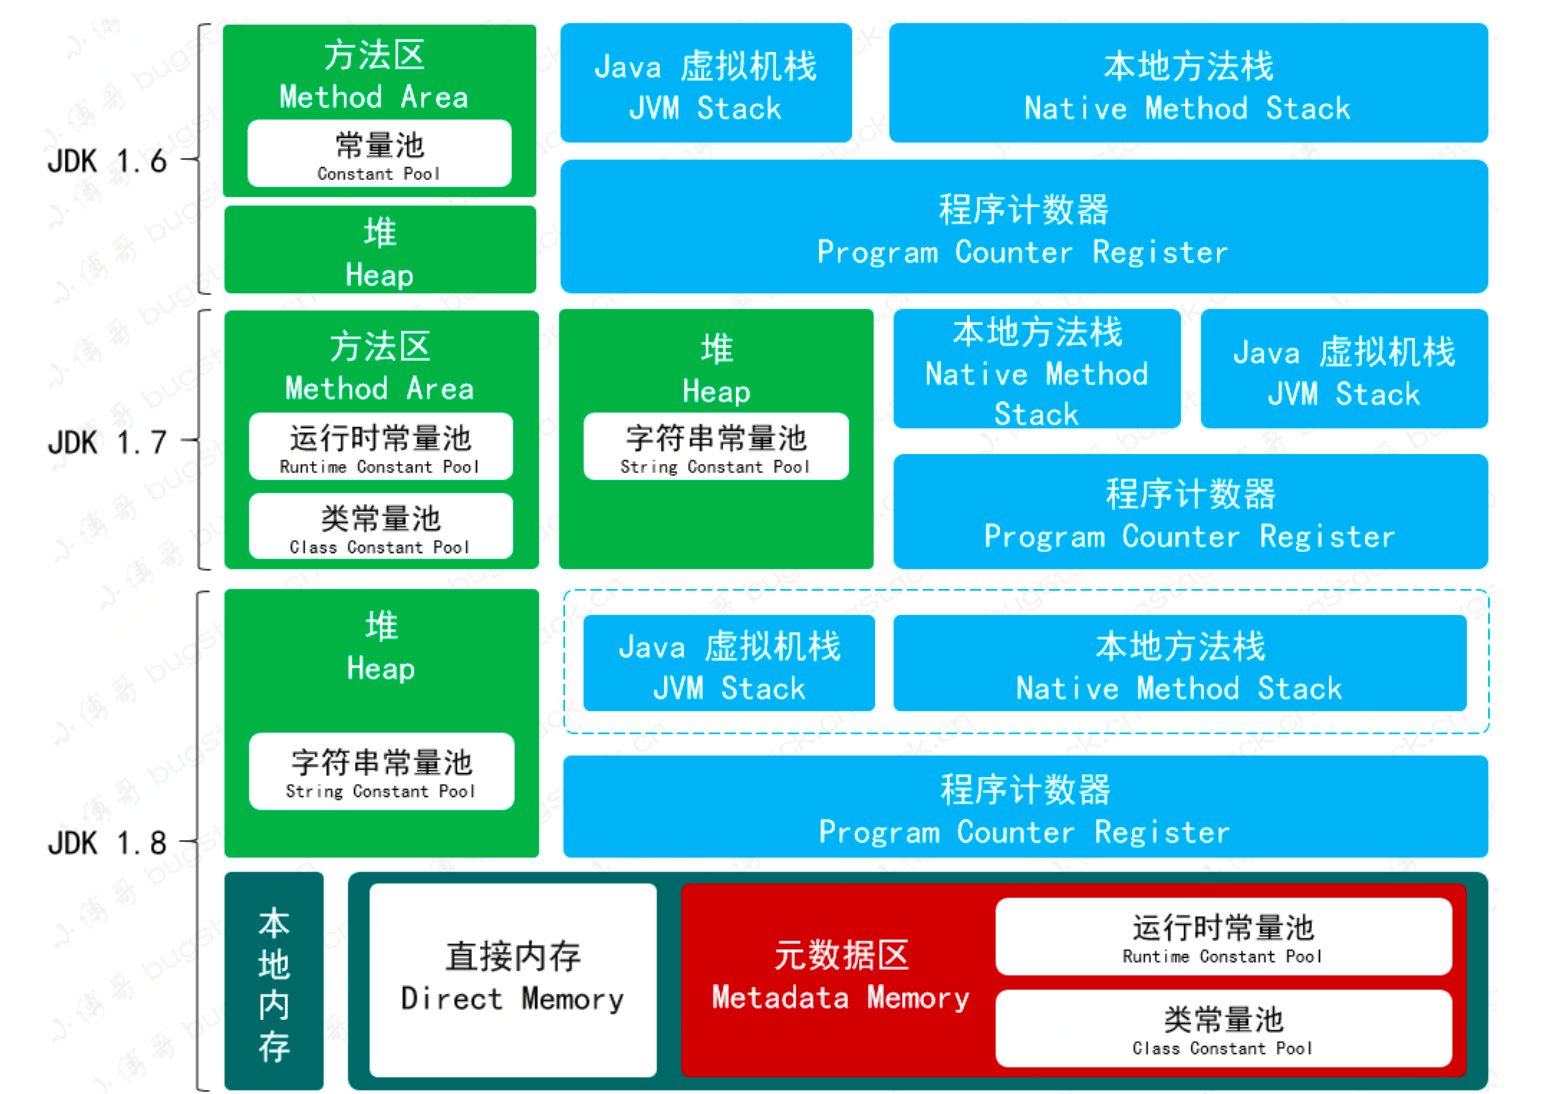 JDK 1.6
方法区
Method Area
常量池
Constant Pool
堆
Heap
Java 虚拟机栈
JVM Stack
本地方法栈
Native Method Stack
程序计数器
Program Counter Register
JDK 1.7
方法区
Method Area
运行时常量池
Runtime Constant Pool
类常量池
Class Constant Pool
堆
Heap
字符串常量池
String Constant Pool
本地方法栈
Native Method
Stack
Java 虚拟机栈
JVM Stack
程序计数器
Program Counter Register
JDK 1.8
堆
Heap
字符串常量池
String Constant Pool
Java 虚拟机栈
JVM Stack
本地方法栈
Native Method Stack
程序计数器
Program Counter Register
本
地
内
存
直接内存
Direct Memory
元数据区
Metadata Memory
运行时常量池
Runtime Constant Pool
类常量池
Class Constant Pool